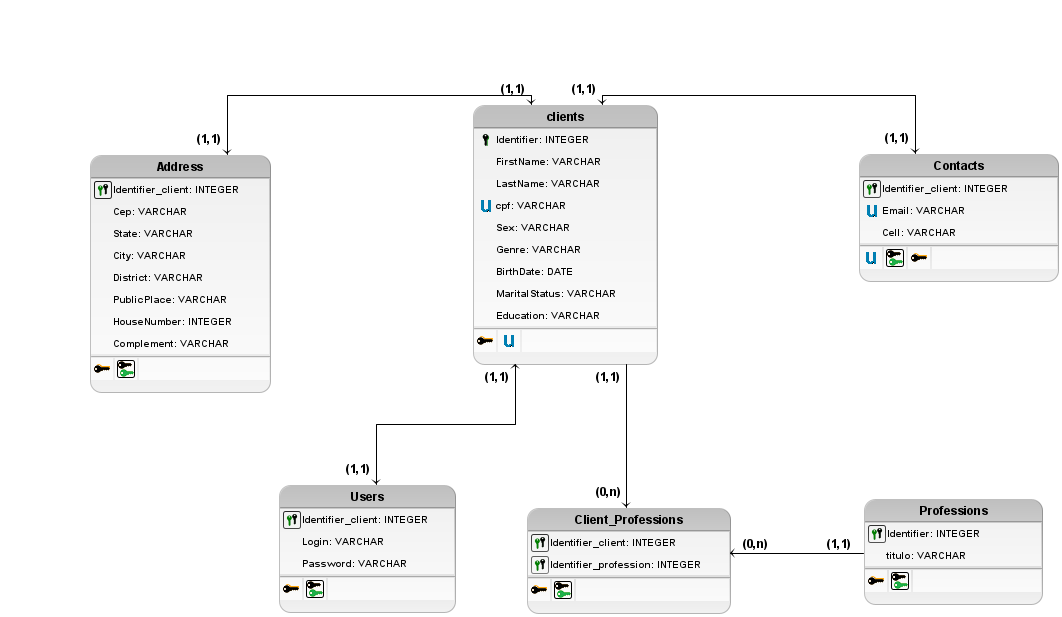 (1,1)
(1,1)
clients
Identifier: INTEGER
FirstName: VARCHAR
LastName: VARCHAR
U cpf: VARCHAR
Sex: VARCHAR
Genre: VARCHAR
BirthDate: DATE
MaritalStatus: VARCHAR
Education: VARCHAR
U
(1,1)
Address
Identifier_client: INTEGER
Cep: VARCHAR
State: VARCHAR
City: VARCHAR
District: VARCHAR
PublicPlace: VARCHAR
HouseNumber: INTEGER
Complement: VARCHAR
(1,1)
Contacts
Identifier_client: INTEGER
U Email: VARCHAR
Cell: VARCHAR
U
(1,1)
(1,1)
(1,1)
Users
Identifier_client: INTEGER
Login: VARCHAR
Password: VARCHAR
(0,n)
Client_Professions
Identifier_client: INTEGER
Identifier_profession: INTEGER
(0,n)
(1,1)
Professions
Identifier: INTEGER
titulo: VARCHAR